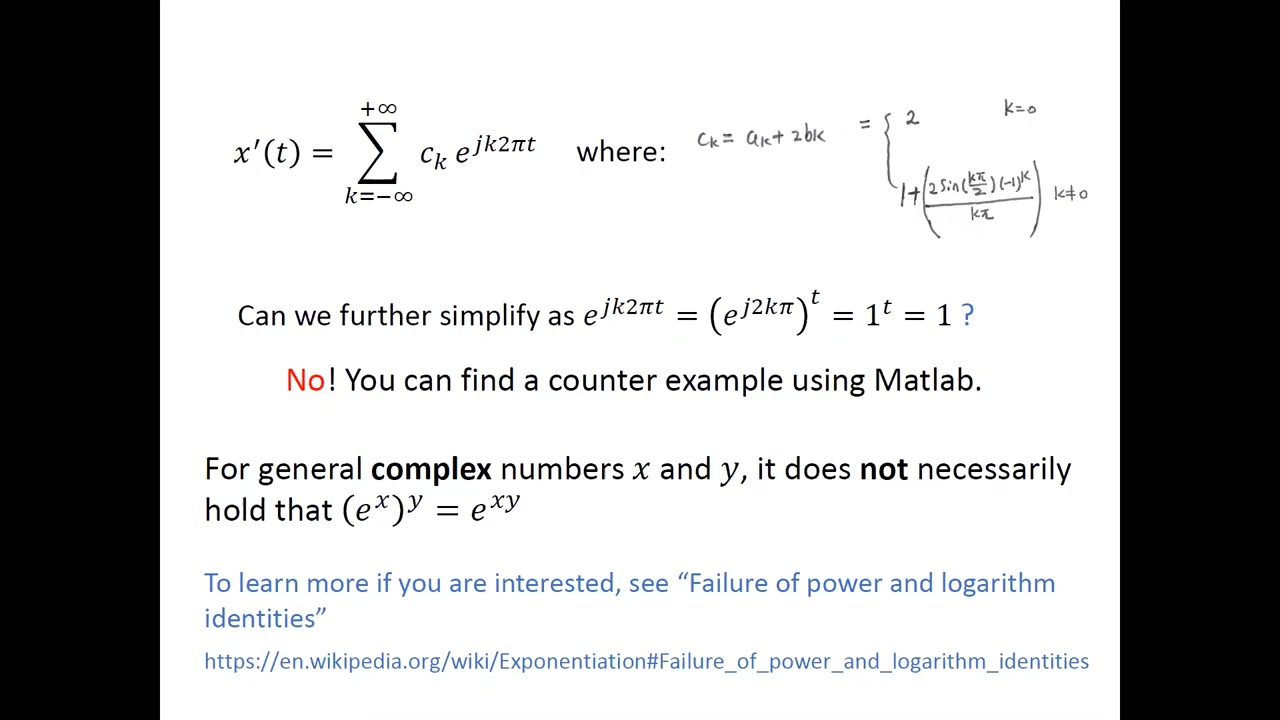 x′(t) = ∑_{k=−∞}^{+∞} c_k e^{jk2πt} where: c_k = a_k + 2b_k = { 2 k=0
1+(2 sin(kπ/2)(-1)^k / kπ) k≠0
Can we further simplify as e^{jk2πt} = (e^{j2kπ})^t = 1^t = 1 ?
No! You can find a counter example using Matlab.
For general complex numbers x and y, it does not necessarily
hold that (e^x)^y = e^{xy}
To learn more if you are interested, see “Failure of power and logarithm
identities”
https://en.wikipedia.org/wiki/Exponentiation#Failure_of_power_and_logarithm_identities